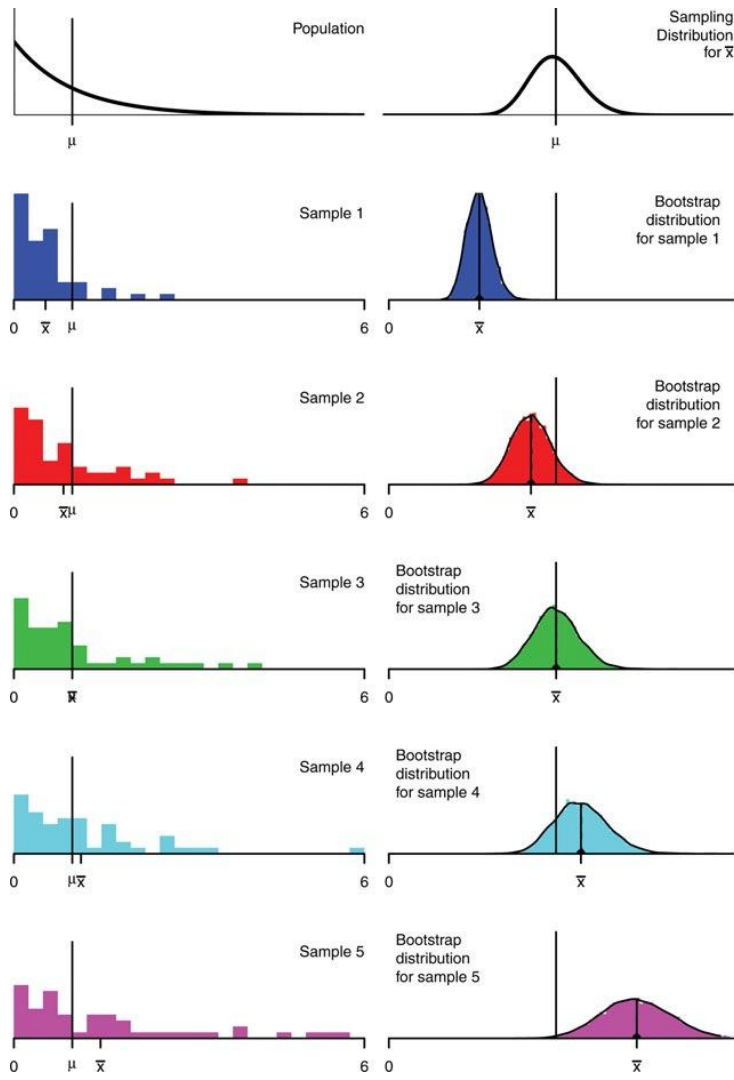 Population
μ
Sampling
Distribution
for x̄
μ
Sample 1
0 x̄ μ 6
Bootstrap
distribution
for sample 1
0 x̄
Sample 2
0 x̄ μ 6
Bootstrap
distribution
for sample 2
0 x̄
Sample 3
0 6
Bootstrap
distribution
for sample 3
0 x̄
Sample 4
0 μ x̄ 6
Bootstrap
distribution
for sample 4
0 x̄
Sample 5
0 μ x̄ 6
Bootstrap
distribution
for sample 5
0 x̄